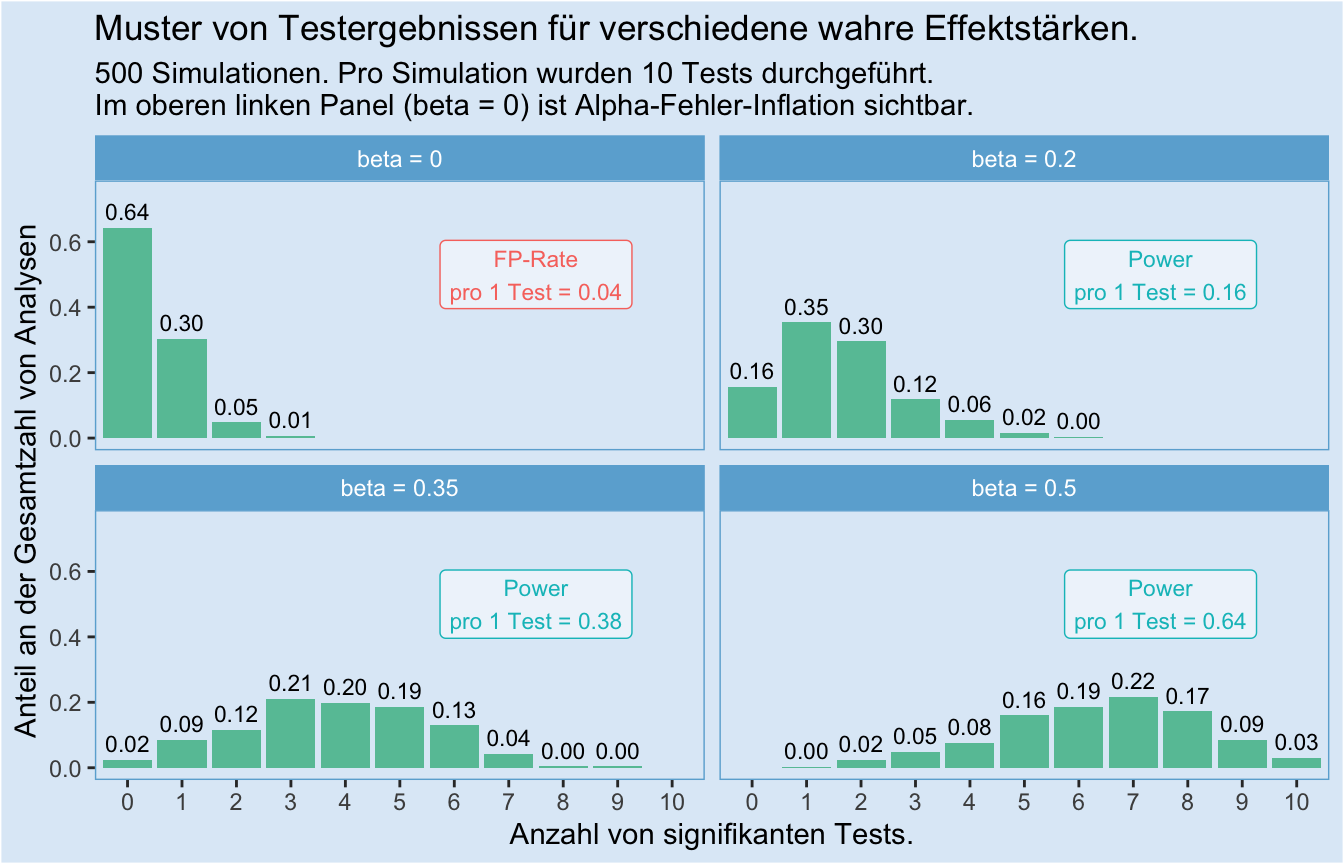 Muster von Testergebnissen für verschiedene wahre Effektstärken.
500 Simulationen. Pro Simulation wurden 10 Tests durchgeführt.
Im oberen linken Panel (beta = 0) ist Alpha-Fehler-Inflation sichtbar.
Anteil an der Gesamtzahl von Analysen
beta = 0
0.6
0.4
0.2
0.0
0.64
0.30
0.05
0.01
FP-Rate
pro 1 Test = 0.04
beta = 0.2
0.16
0.35
0.30
0.12
0.06
0.02
0.00
Power
pro 1 Test = 0.16
beta = 0.35
0.6
0.4
0.2
0.0
0.02
0.09
0.12
0.21
0.20
0.19
0.13
0.04
0.00
0.00
Power
pro 1 Test = 0.38
0 1 2 3 4 5 6 7 8 9 10
beta = 0.5
0.00
0.02
0.05
0.08
0.16
0.19
0.22
0.17
0.09
0.03
Power
pro 1 Test = 0.64
0 1 2 3 4 5 6 7 8 9 10
Anzahl von signifikanten Tests.